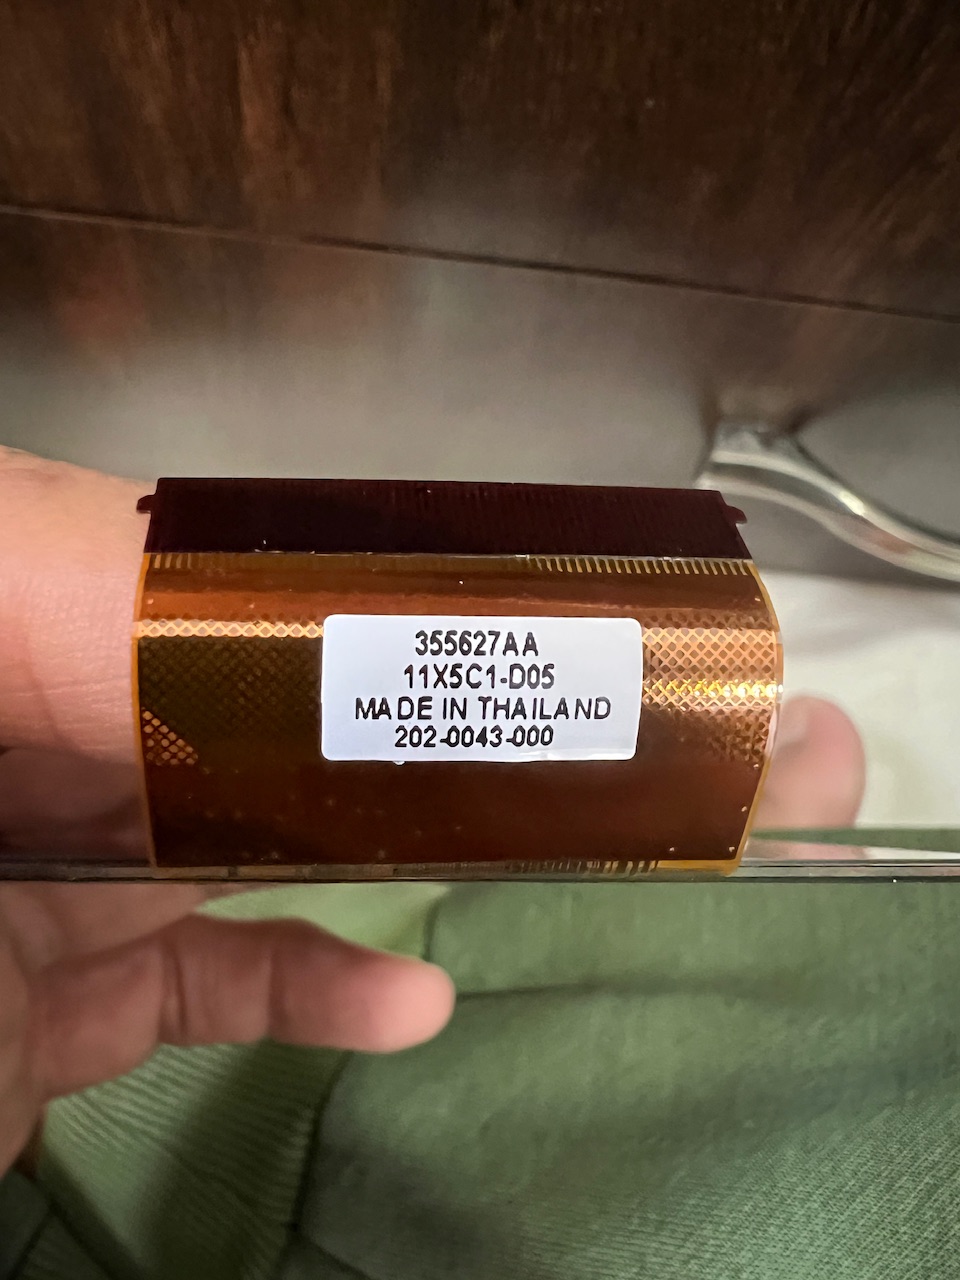 355627AA
11X5C1-D05
MADE IN THAILAND
202-0043-000